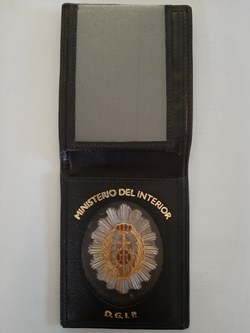 MINISTERIO DEL INTERIOR
D.G.I.P.